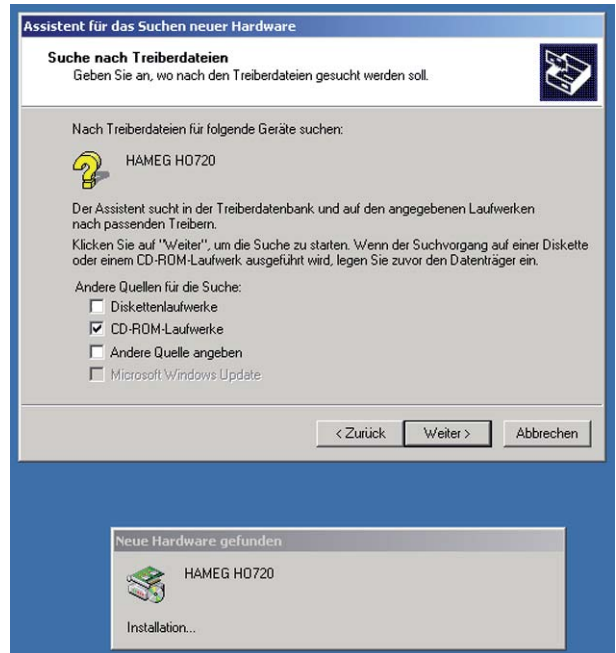 Assistent für das Suchen neuer Hardware
Suche nach Treiberdateien
Geben Sie an, wo nach den Treiberdateien gesucht werden soll.
Nach Treiberdateien für folgende Geräte suchen:
HAMEG HO720
Der Assistent sucht in der Treiberdatenbank und auf den angegebenen Laufwerken
nach passenden Treibern.
Klicken Sie auf "Weiter", um die Suche zu starten. Wenn der Suchvorgang auf einer Diskette
oder einem CD-ROM-Laufwerk ausgeführt wird, legen Sie zuvor den Datenträger ein.
Andere Quellen für die Suche:
Diskettenlaufwerke
CD-ROM-Laufwerke
Andere Quelle angeben
Microsoft Windows Update
< Zurück Weiter > Abbrechen
Neue Hardware gefunden
HAMEG HO720
Installation...